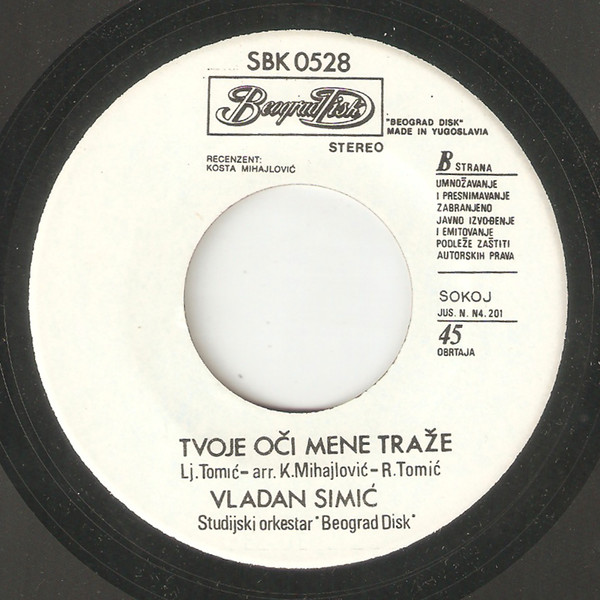 SBK 0528
Beograd Disk
"BEOGRAD DISK"
MADE IN YUGOSLAVIA
STEREO
RECENZENT:
KOSTA MIHAJLOVIĆ
B STRANA
UMNOŽAVANJE
I PRESNIMAVANJE
ZABRANJENO
JAVNO IZVOĐENJE
I EMITOVANJE
PODLEŽE ZAŠTITI
AUTORSKIH PRAVA
SOKOJ
JUS. N. N4. 201
45
OBRTAJA
TVOJE OČI MENE TRAŽE
Lj. Tomić - arr. K. Mihajlović - R. Tomić
VLADAN SIMIĆ
Studijski orkestar "Beograd Disk"